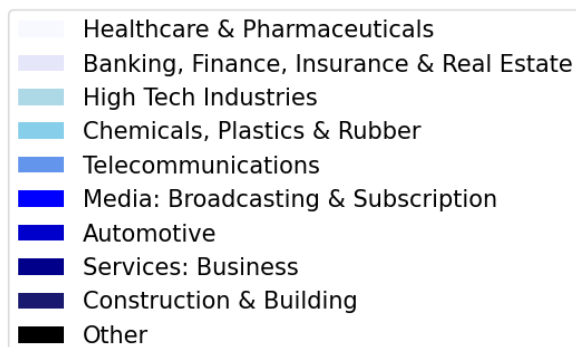 Healthcare & Pharmaceuticals
Banking, Finance, Insurance & Real Estate
High Tech Industries
Chemicals, Plastics & Rubber
Telecommunications
Media: Broadcasting & Subscription
Automotive
Services: Business
Construction & Building
Other